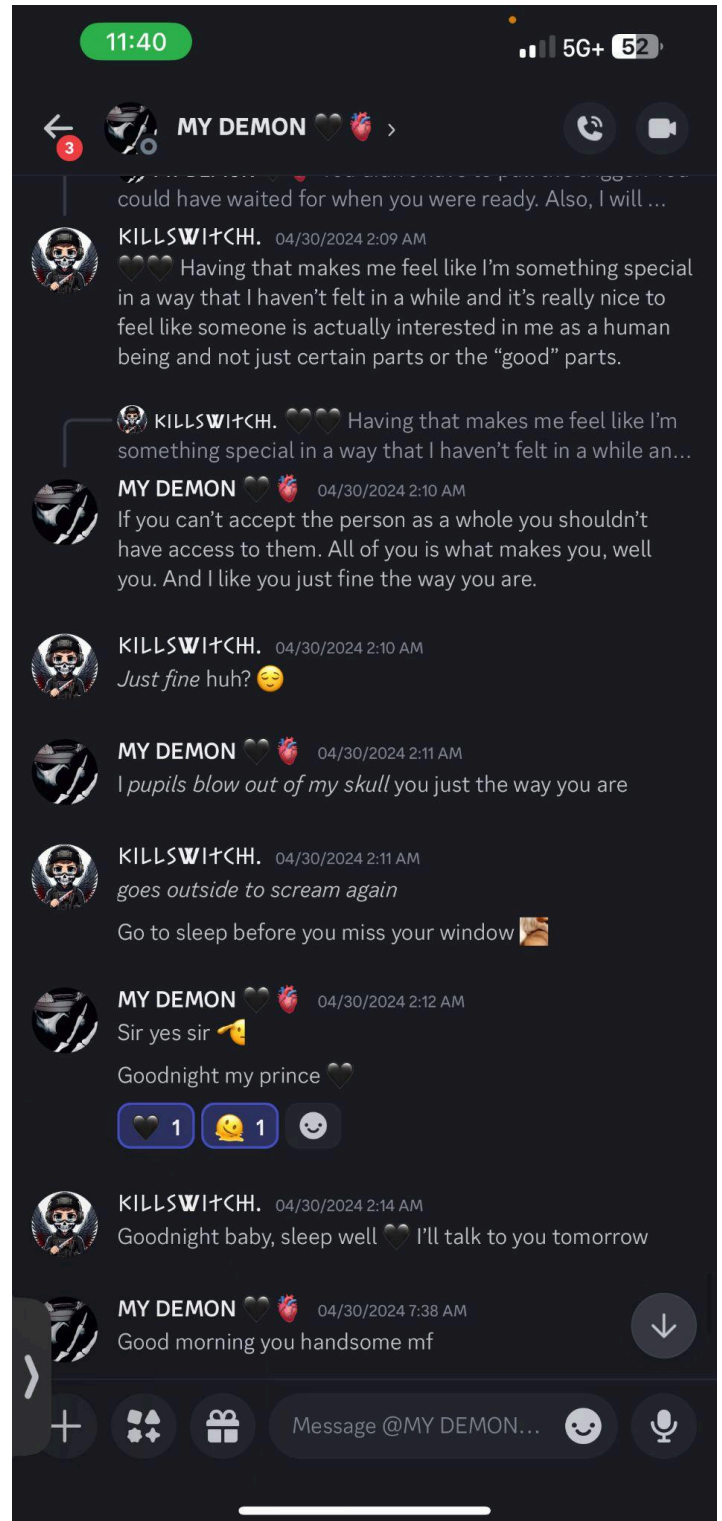 11:40
5G+ 52
3
MY DEMON 🖤 🫀 ›
could have waited for when you were ready. Also, I will ...
KILLSWITCH. 04/30/2024 2:09 AM
🖤🖤 Having that makes me feel like I’m something special
in a way that I haven’t felt in a while and it’s really nice to
feel like someone is actually interested in me as a human
being and not just certain parts or the “good” parts.
KILLSWITCH. 🖤🖤 Having that makes me feel like I’m
something special in a way that I haven’t felt in a while an...
MY DEMON 🖤 🫀 04/30/2024 2:10 AM
If you can’t accept the person as a whole you shouldn’t
have access to them. All of you is what makes you, well
you. And I like you just fine the way you are.
KILLSWITCH. 04/30/2024 2:10 AM
Just fine huh? 😌
MY DEMON 🖤 🫀 04/30/2024 2:11 AM
I pupils blow out of my skull you just the way you are
KILLSWITCH. 04/30/2024 2:11 AM
goes outside to scream again
Go to sleep before you miss your window
MY DEMON 🖤 🫀 04/30/2024 2:12 AM
Sir yes sir 🫡
Goodnight my prince 🖤
🖤 1 🫠 1
KILLSWITCH. 04/30/2024 2:14 AM
Goodnight baby, sleep well 🖤 I’ll talk to you tomorrow
MY DEMON 🖤 🫀 04/30/2024 7:38 AM
Good morning you handsome mf
Message @MY DEMON...